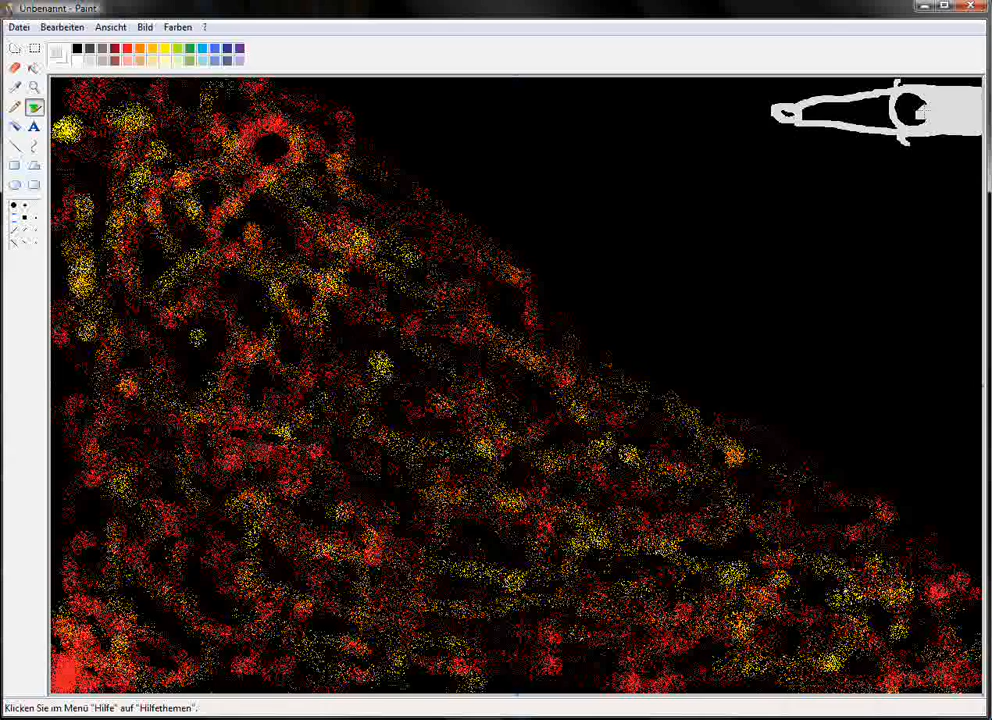 Unbenannt - Paint
Datei Bearbeiten Ansicht Bild Farben ?
A
Klicken Sie im Menü "Hilfe" auf "Hilfethemen".